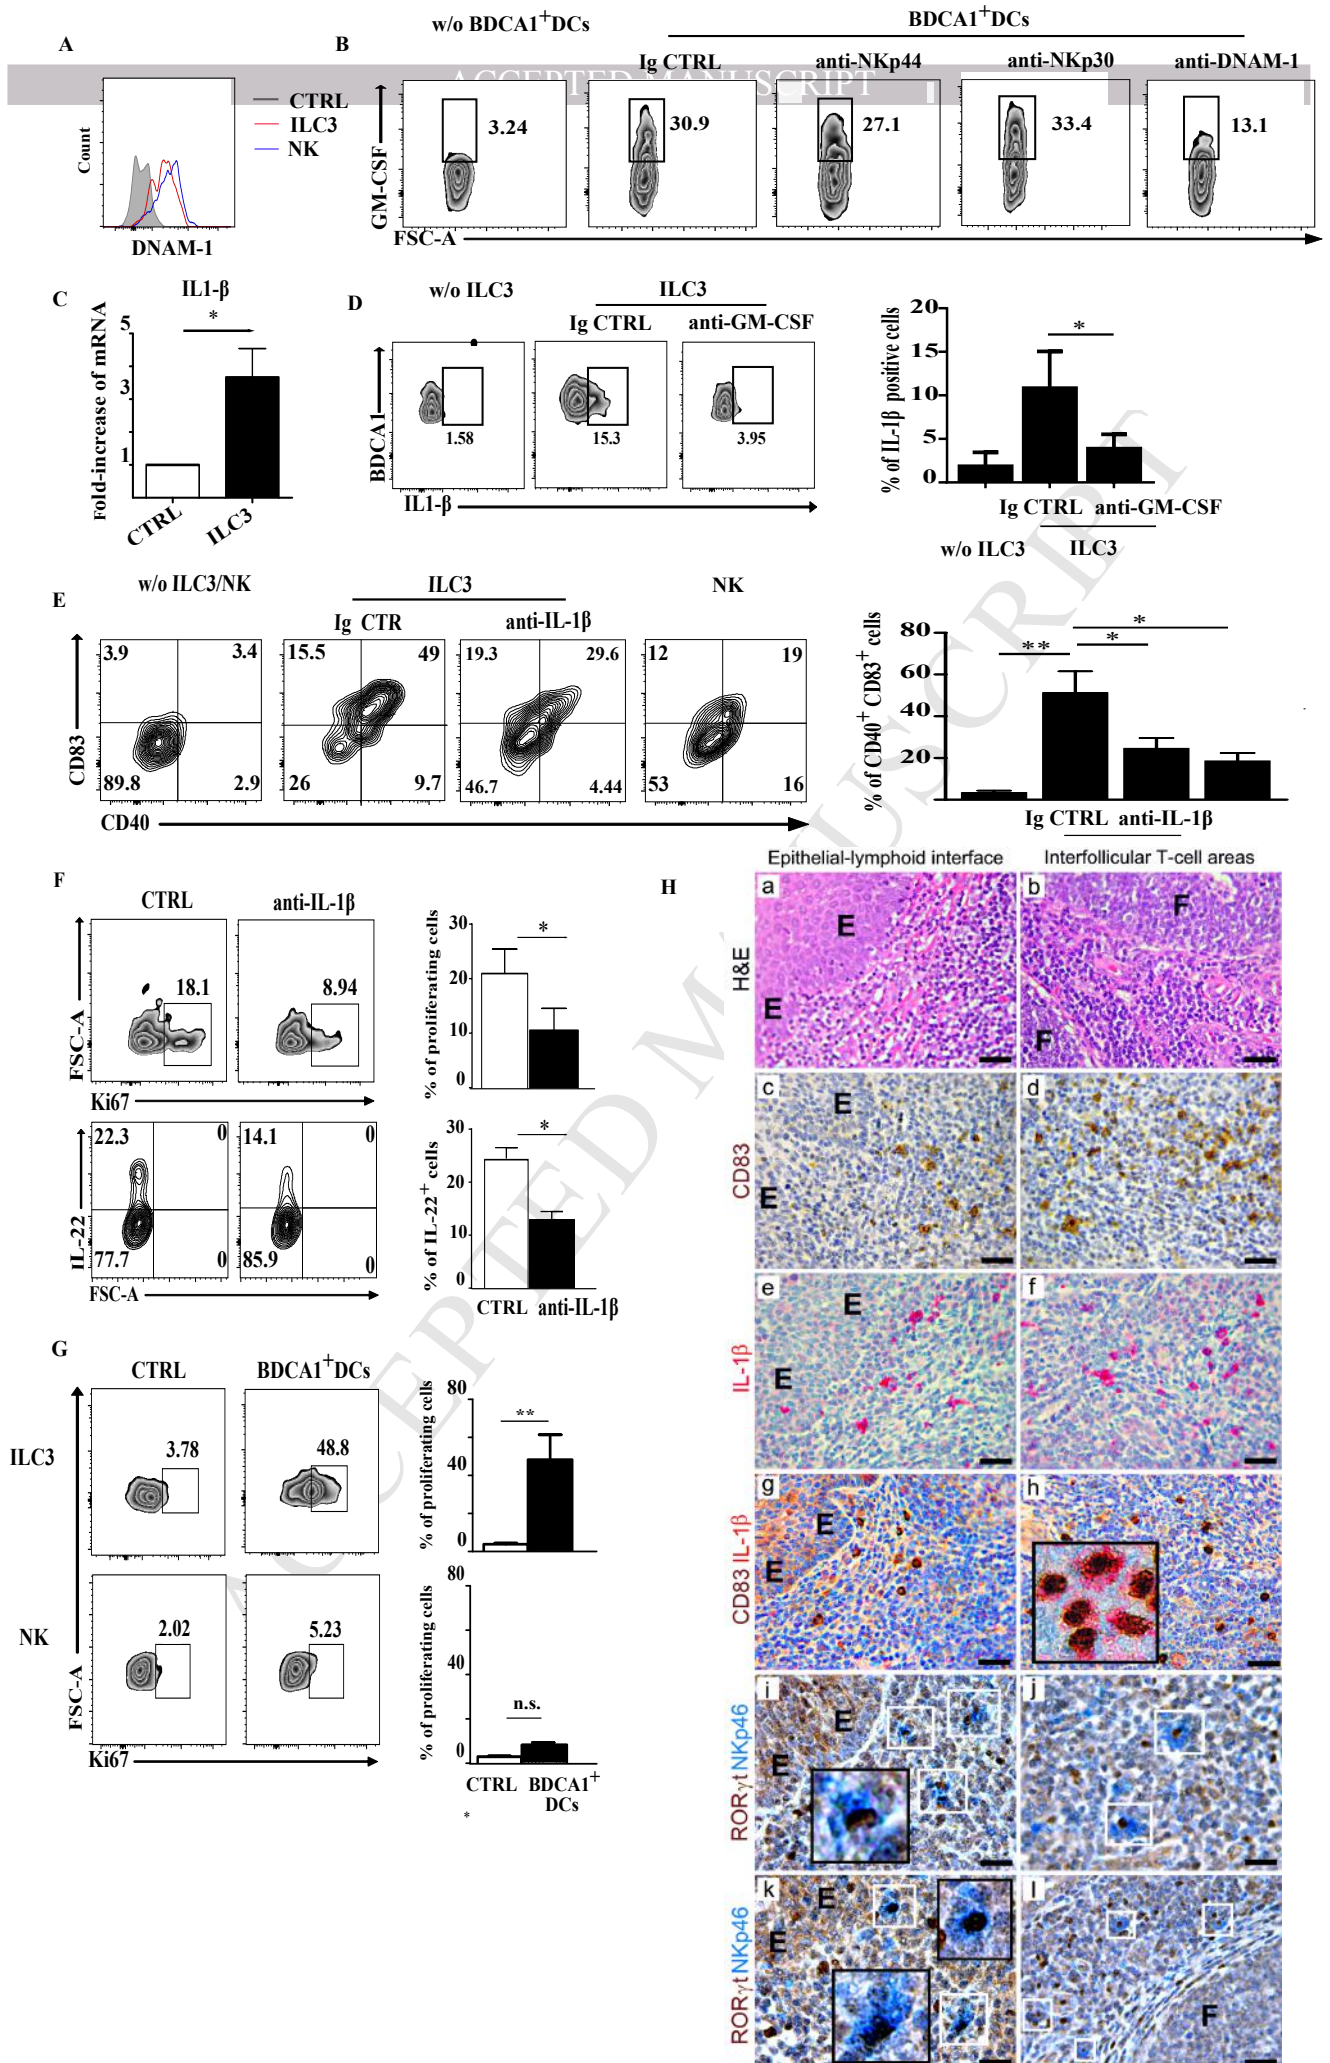 w/o BDCA1+DCs
BDCA1+DCs
A
B
Ig CTRL
anti-NKp44
anti-NKp30
anti-DNAM-1
ACCEPTED MANUSCRIPT
CTRL
ILC3
NK
Count
DNAM-1
GM-CSF
3.24
30.9
27.1
33.4
13.1
FSC-A
C
IL1-β
*
Fold-increase of mRNA
5
3
1
CTRL
ILC3
D
w/o ILC3
ILC3
Ig CTRL
anti-GM-CSF
BDCA1
1.58
15.3
3.95
IL1-β
% of IL-1β positive cells
20
15
10
5
0
*
Ig CTRL anti-GM-CSF
w/o ILC3
ILC3
E
w/o ILC3/NK
ILC3
NK
Ig CTR
anti-IL-1β
CD83
3.9
3.4
89.8
2.9
15.5
49
26
9.7
19.3
29.6
46.7
4.44
12
19
53
16
CD40
% of CD40+ CD83+ cells
80
60
40
20
**
*
*
Ig CTRL anti-IL-1β
F
CTRL
anti-IL-1β
FSC-A
18.1
8.94
Ki67
% of proliferating cells
30
20
10
0
*
IL-22
22.3
0
77.7
0
14.1
0
85.9
0
FSC-A
% of IL-22+ cells
30
20
10
0
*
CTRL anti-IL-1β
G
CTRL
BDCA1+DCs
ILC3
3.78
48.8
NK
2.02
5.23
FSC-A
Ki67
% of proliferating cells
80
40
0
**
% of proliferating cells
80
40
0
n.s.
CTRL BDCA1+
DCs
*
H
Epithelial-lymphoid interface
Interfollicular T-cell areas
H&E
a
E
E
b
F
F
CD83
c
E
E
d
IL-1β
e
E
E
f
CD83 IL-1β
g
E
E
h
RORγt NKp46
i
E
E
j
RORγt NKp46
k
E
E
l
F
ACCEPTED MANUSCRIPT